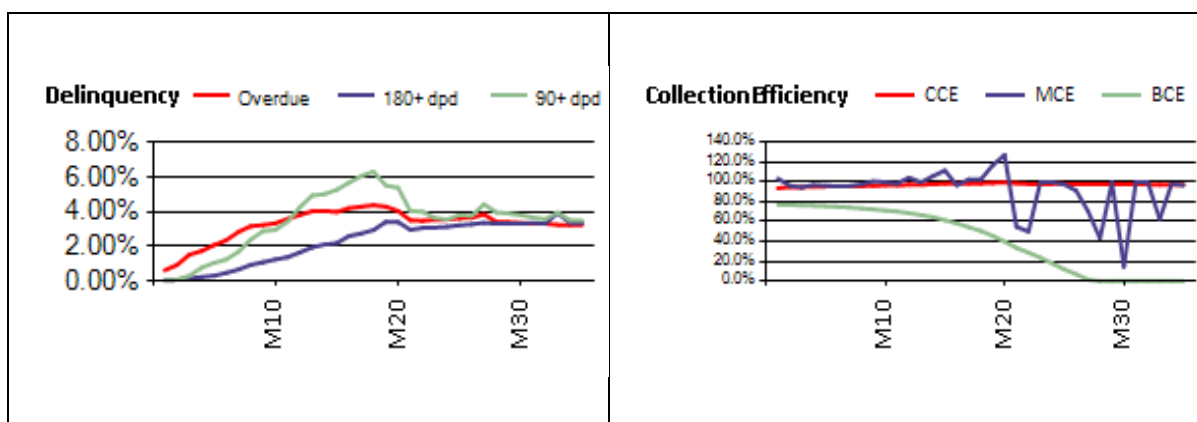 Delinquency Overdue 180+ dpd 90+ dpd
8.00%
6.00%
4.00%
2.00%
0.00%
M10
M20
M30
Collection Efficiency CCE MCE BCE
140.0%
120.0%
100.0%
80.0%
60.0%
40.0%
20.0%
0.0%
M10
M20
M30